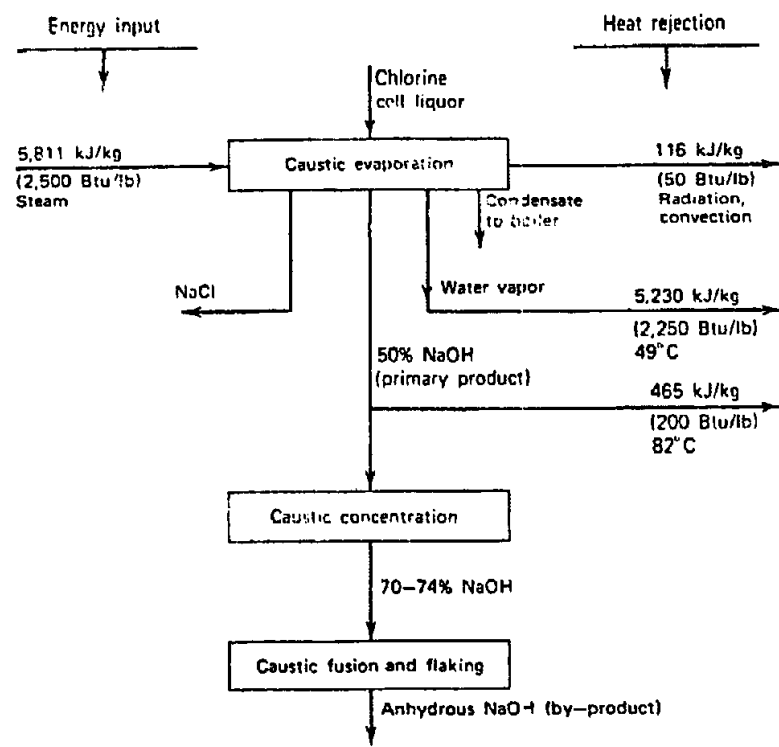 Energy input
Heat rejection
Chlorine
cell liquor
5,811 kJ/kg
(2,500 Btu/lb)
Steam
Caustic evaporation
116 kJ/kg
(50 Btu/lb)
Radiation,
convection
Condensate
to boiler
NaCl
Water vapor
5,230 kJ/kg
(2,250 Btu/lb)
49°C
50% NaOH
(primary product)
465 kJ/kg
(200 Btu/lb)
82°C
Caustic concentration
70–74% NaOH
Caustic fusion and flaking
Anhydrous NaOH (by–product)